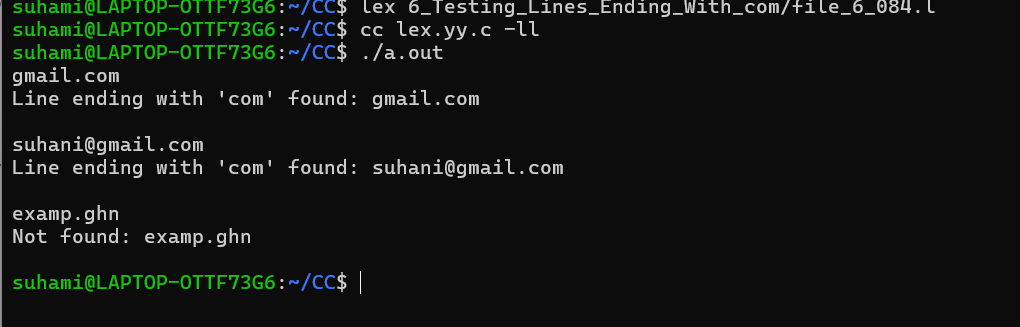 suhami@LAPTOP-OTTF73G6:~/CC$ lex 6_Testing_Lines_Ending_With_com/file_6_084.l
suhami@LAPTOP-OTTF73G6:~/CC$ cc lex.yy.c -ll
suhami@LAPTOP-OTTF73G6:~/CC$ ./a.out
gmail.com
Line ending with 'com' found: gmail.com
suhani@gmail.com
Line ending with 'com' found: suhani@gmail.com
examp.ghn
Not found: examp.ghn
suhami@LAPTOP-OTTF73G6:~/CC$